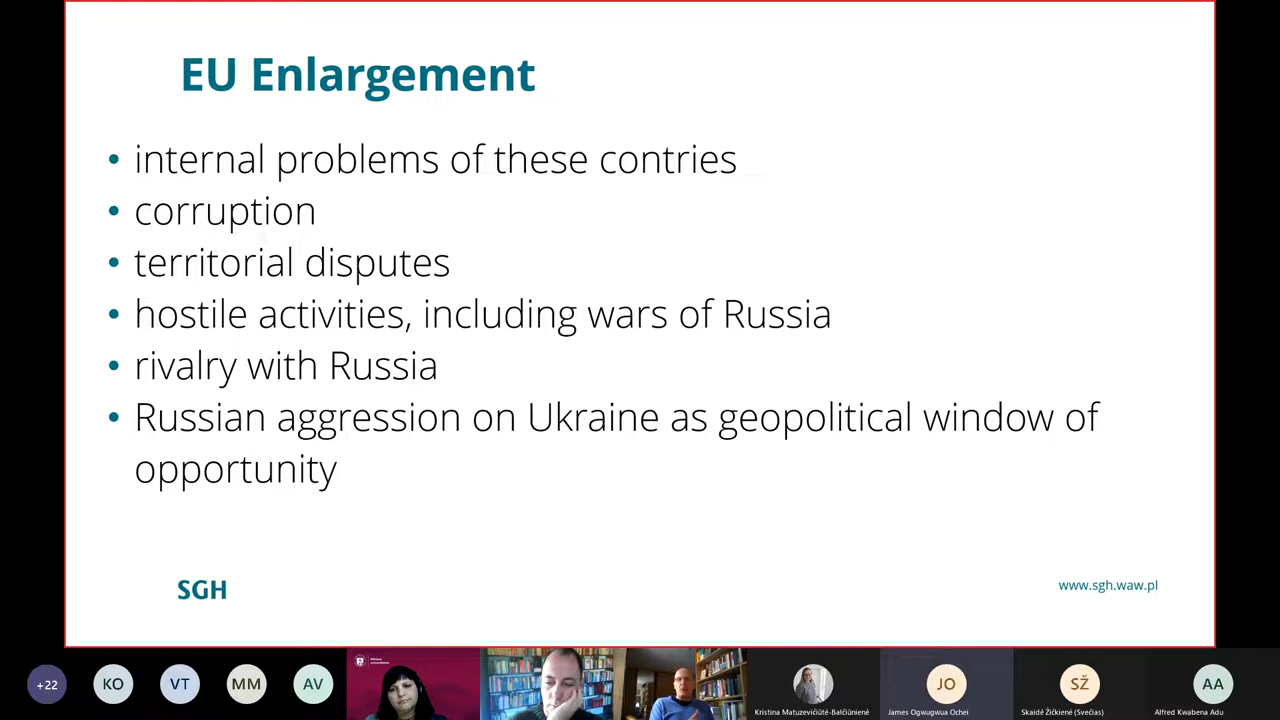 EU Enlargement
• internal problems of these contries
• corruption
• territorial disputes
• hostile activities, including wars of Russia
• rivalry with Russia
• Russian aggression on Ukraine as geopolitical window of
opportunity
SGH
www.sgh.waw.pl
+22
KO
VT
MM
AV
JO
SŽ
AA
Kristina Matuzevičiūtė-Balčiūnienė
James Ogwugwua Ochei
Skaidė Žičkienė (Svečias)
Alfred Kwabena Adu